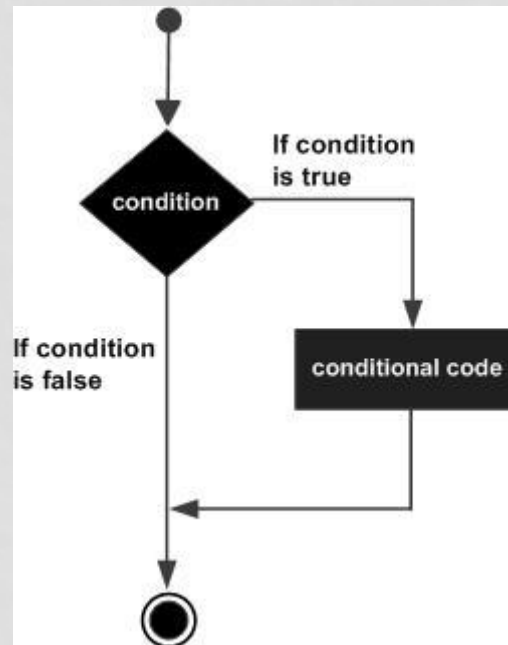 If condition
is true
condition
If condition
is false
conditional code